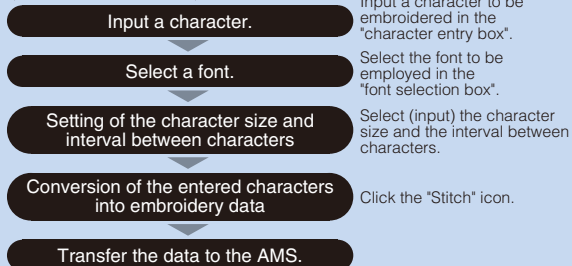 Input a character.
Input a character to be
embroidered in the
"character entry box".
Select a font.
Select the font to be
employed in the
"font selection box".
Setting of the character size and
interval between characters
Select (input) the character
size and the interval between
characters.
Conversion of the entered characters
into embroidery data
Click the "Stitch" icon.
Transfer the data to the AMS.